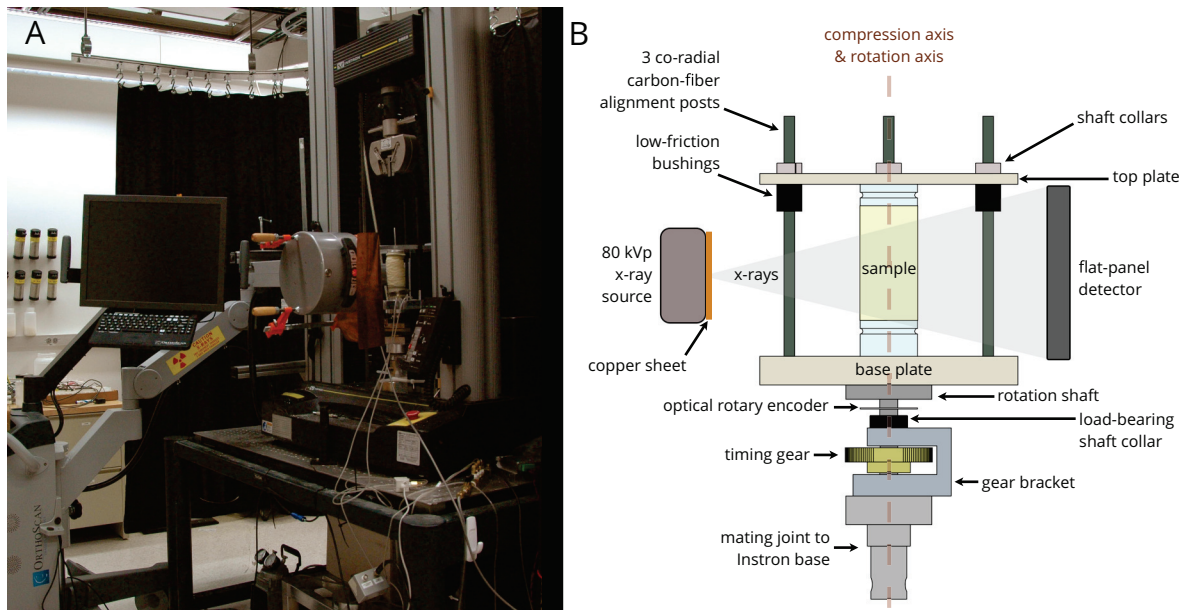 A
ORTHOSCAN
B
compression axis
& rotation axis
3 co-radial
carbon-fiber
alignment posts
shaft collars
low-friction
bushings
top plate
80 kVp
x-ray
source
x-rays
sample
flat-panel
detector
copper sheet
base plate
rotation shaft
optical rotary encoder
load-bearing
shaft collar
timing gear
gear bracket
mating joint to
Instron base